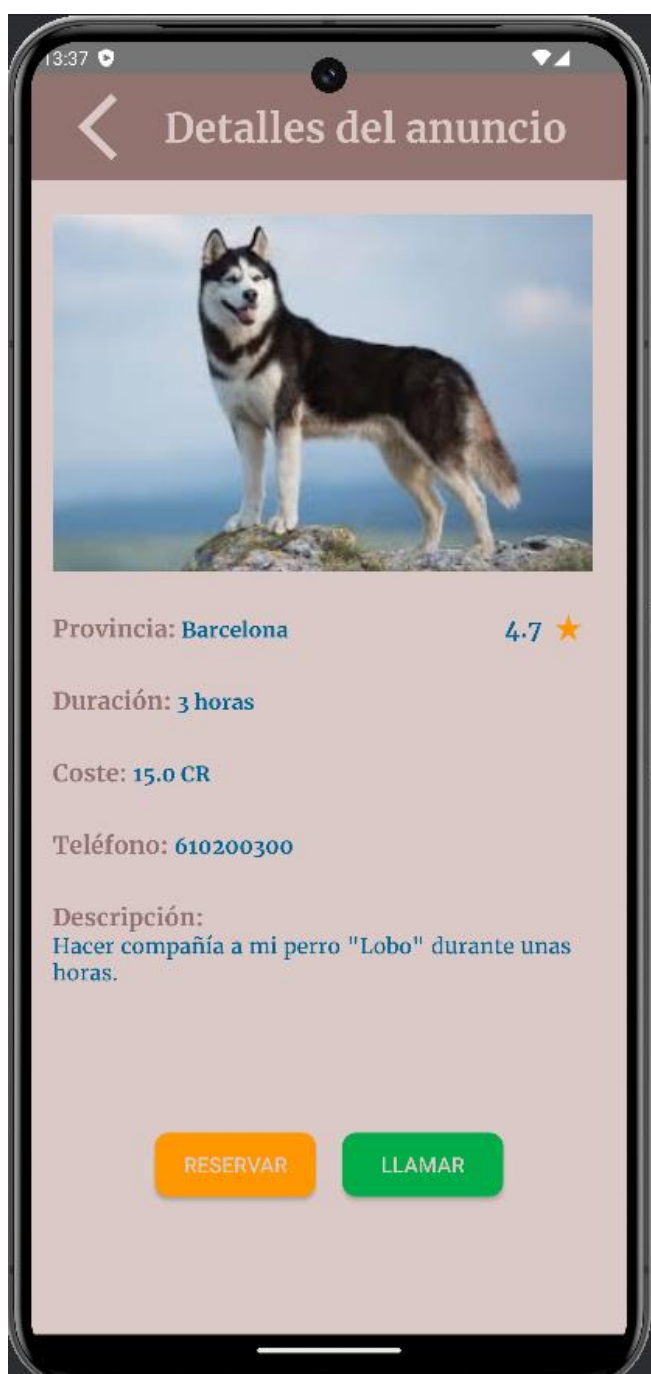 13:37
Detalles del anuncio
Provincia: Barcelona 4.7
Duración: 3 horas
Coste: 15.0 CR
Teléfono: 610200300
Descripción:
Hacer compañía a mi perro "Lobo" durante unas
horas.
RESERVAR LLAMAR